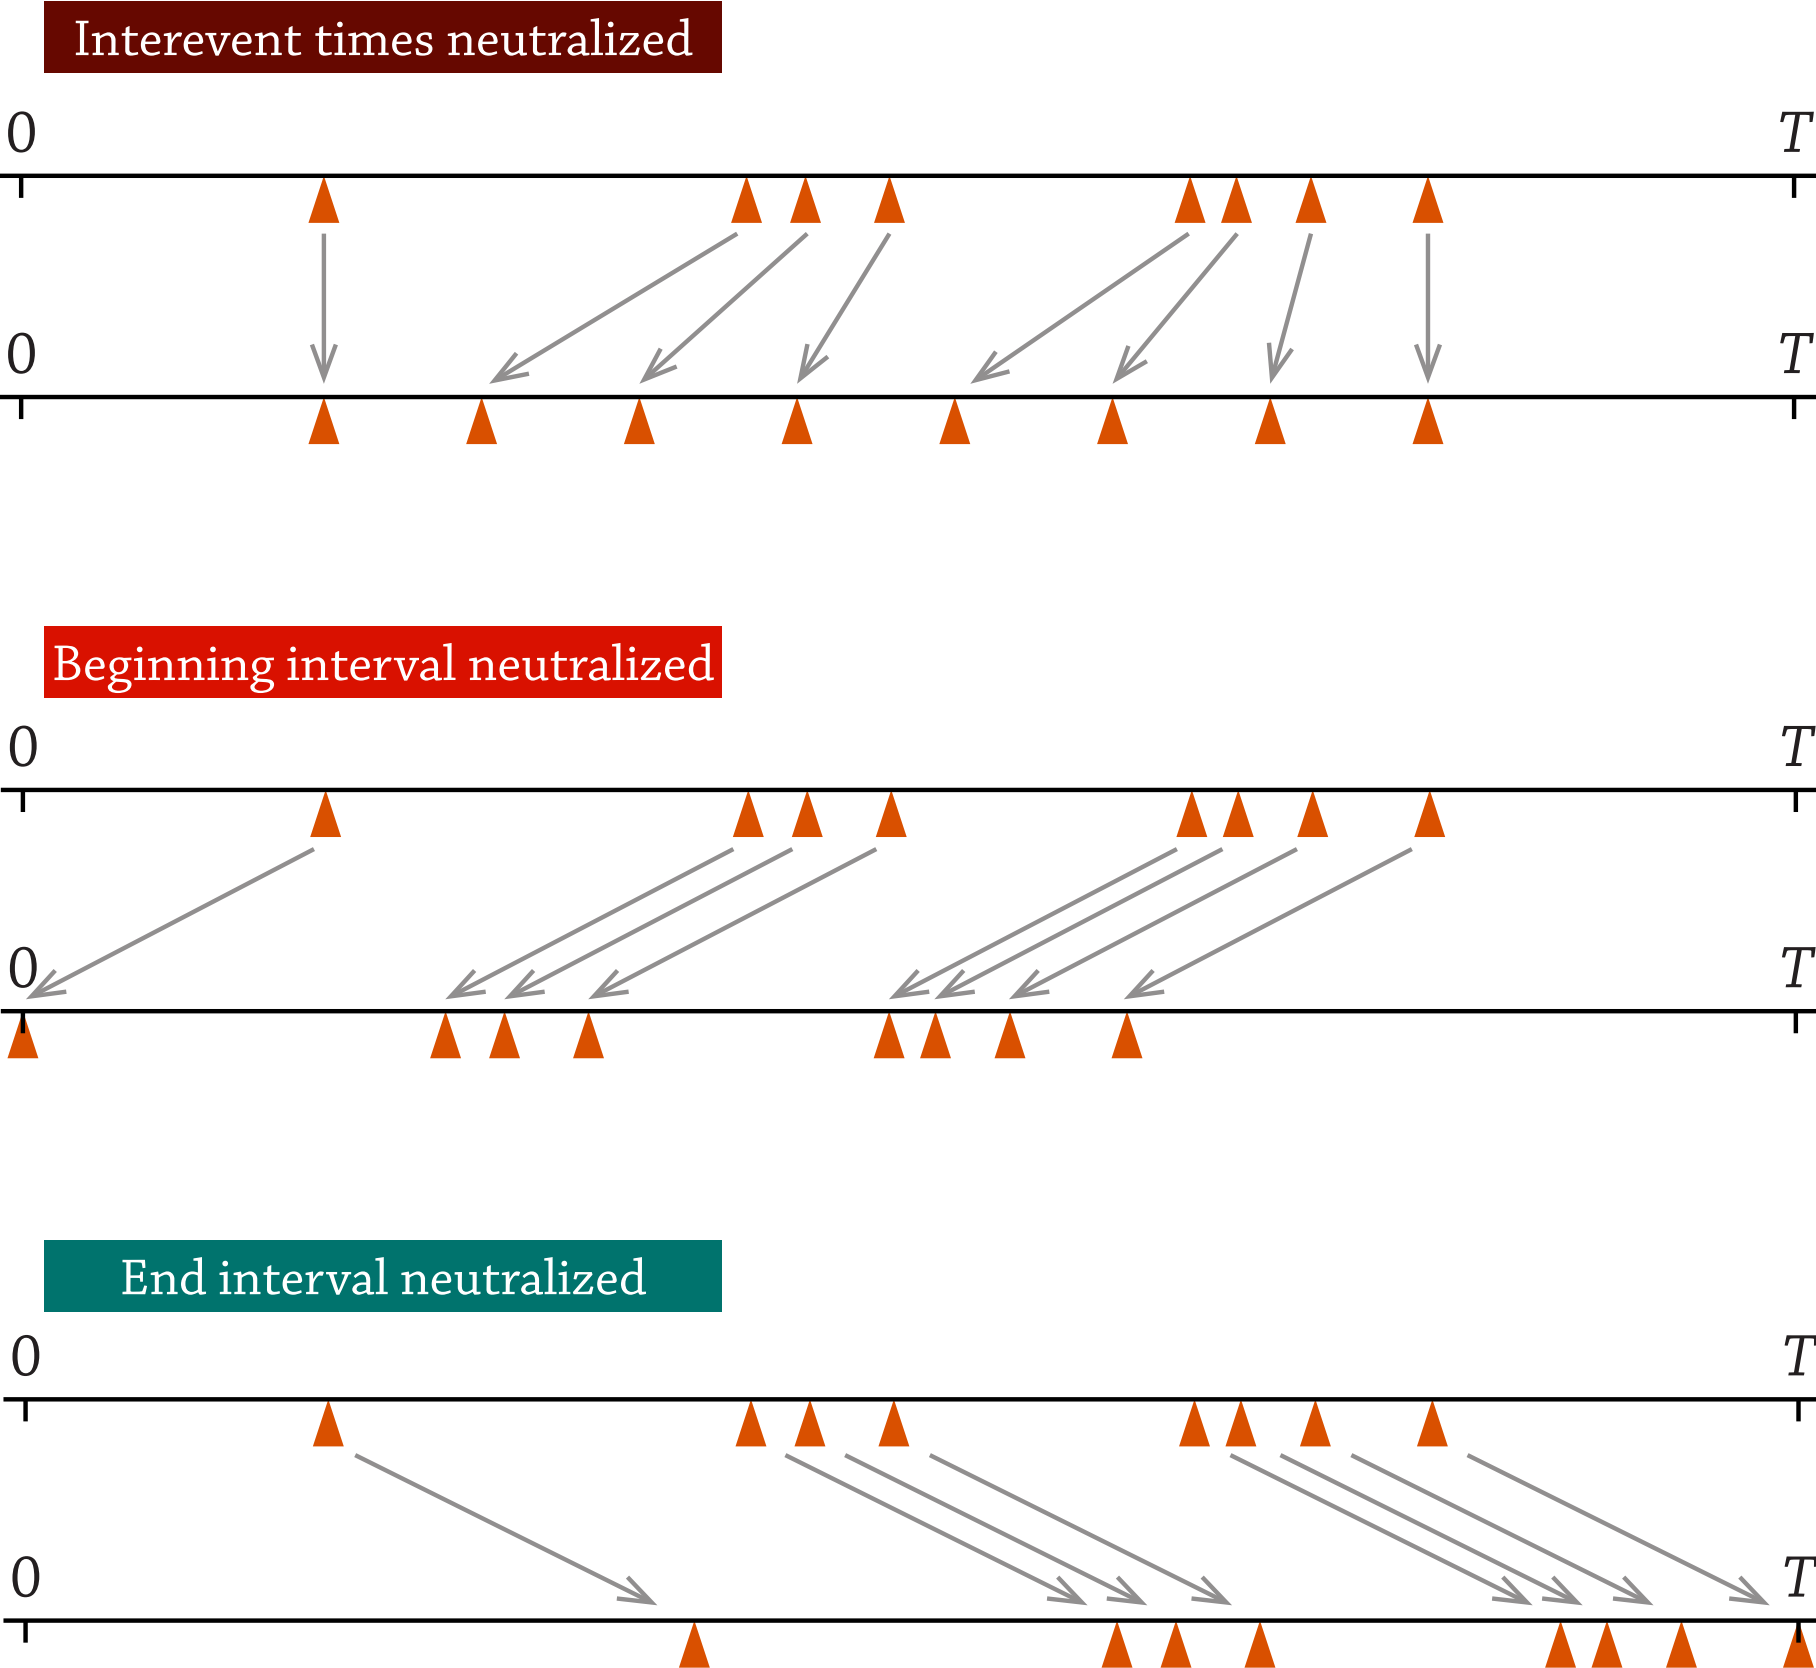 Interevent times neutralized
0 T
0 T
Beginning interval neutralized
0 T
0 T
End interval neutralized
0 T
0 T